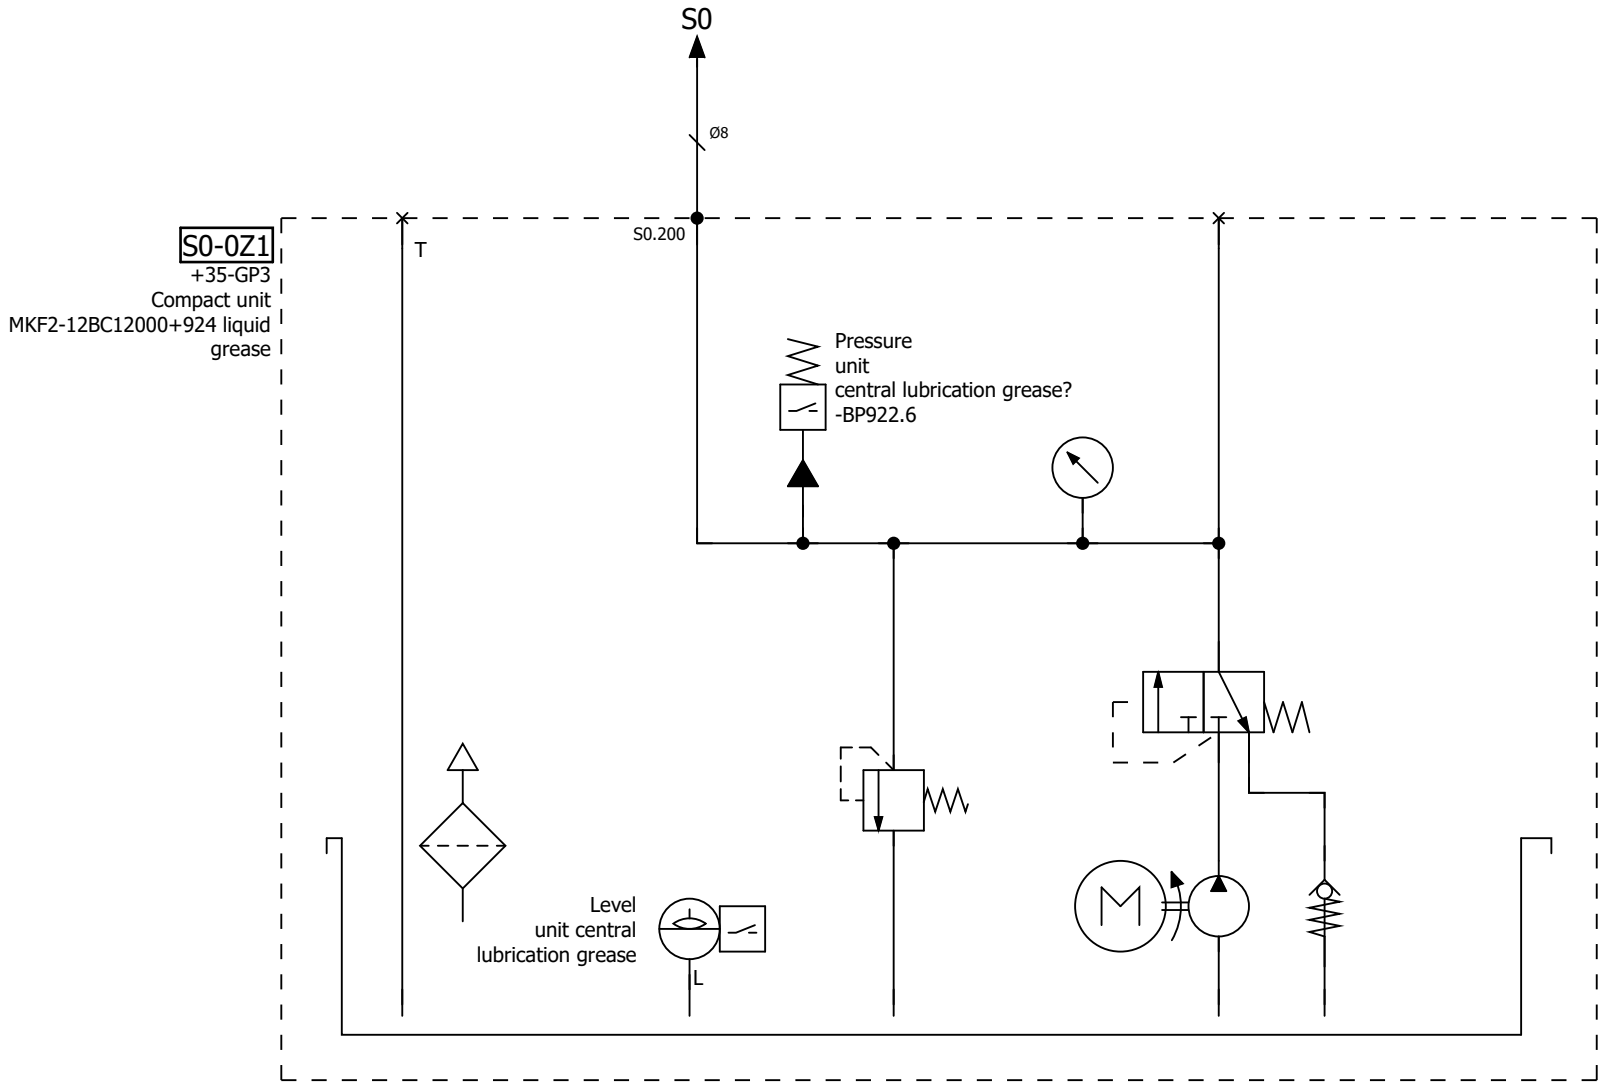 S0
Ø8
S0-0Z1
+35-GP3
Compact unit
MKF2-12BC12000+924 liquid
grease
T
S0.200
Pressure
unit
central lubrication grease?
-BP922.6
Level
unit central
lubrication grease
L
M